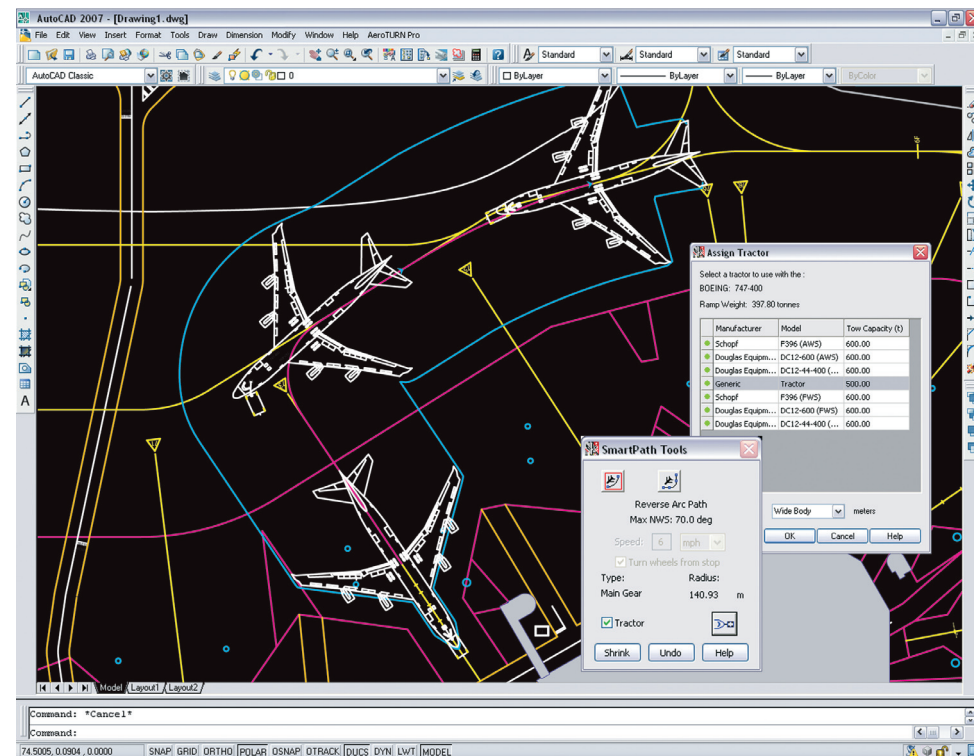 AutoCAD 2007 - [Drawing1.dwg]
File Edit View Insert Format Tools Draw Dimension Modify Window Help AeroTURN Pro
Standard Standard Standard
AutoCAD Classic 0 ByLayer ByLayer ByLayer ByColor
Assign Tractor
Select a tractor to use with the :
BOEING: 747-400
Ramp Weight: 397.80 tonnes
Manufacturer Model Tow Capacity (t)
Schopf F396 (AWS) 600.00
Douglas Equipm... DC12-600 (AWS) 600.00
Douglas Equipm... DC12-44-400 (... 600.00
Generic Tractor 500.00
Schopf F396 (FWS) 600.00
Douglas Equipm... DC12-600 (FWS) 600.00
Douglas Equipm... DC12-44-400 (... 600.00
Wide Body meters
OK Cancel Help
SmartPath Tools
Reverse Arc Path
Max NWS: 70.0 deg
Speed: 6 mph
Turn wheels from stop
Type: Radius:
Main Gear 140.93 m
Tractor
Shrink Undo Help
Model Layout1 Layout2
Command: *Cancel*
Command:
74.5005, 0.0904 , 0.0000 SNAP GRID ORTHO POLAR OSNAP OTRACK DUCS DYN LWT MODEL